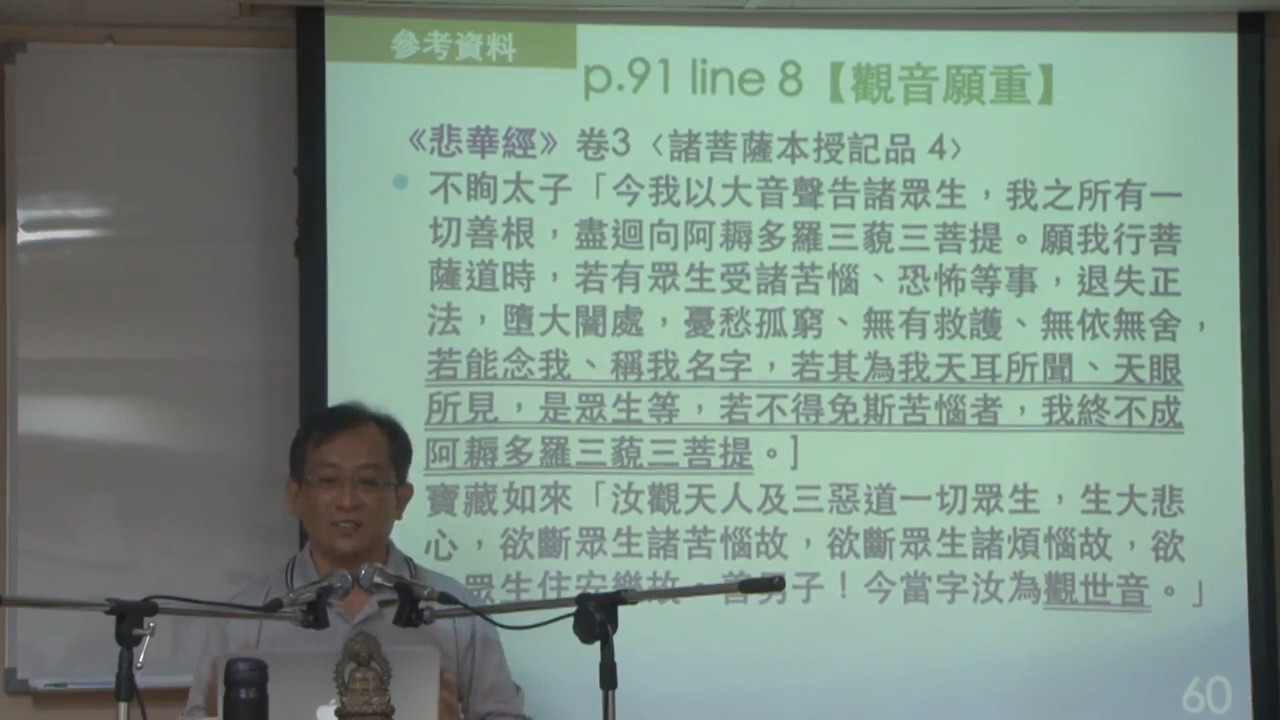 參考資料
p.91 line 8【觀音願重】
《悲華經》卷3〈諸菩薩本授記品 4〉
不眴太子「今我以大音聲告諸眾生，我之所有一
切善根，盡迴向阿耨多羅三藐三菩提。願我行菩
薩道時，若有眾生受諸苦惱、恐怖等事，退失正
法，墮大闇處，憂愁孤窮、無有救護、無依無舍，
若能念我、稱我名字，若其為我天耳所聞、天眼
所見，是眾生等，若不得免斯苦惱者，我終不成
阿耨多羅三藐三菩提。]
寶藏如來「汝觀天人及三惡道一切眾生，生大悲
心，欲斷眾生諸苦惱故，欲斷眾生諸煩惱故，欲
眾生住安樂故。善男子！今當字汝為觀世音。」
60